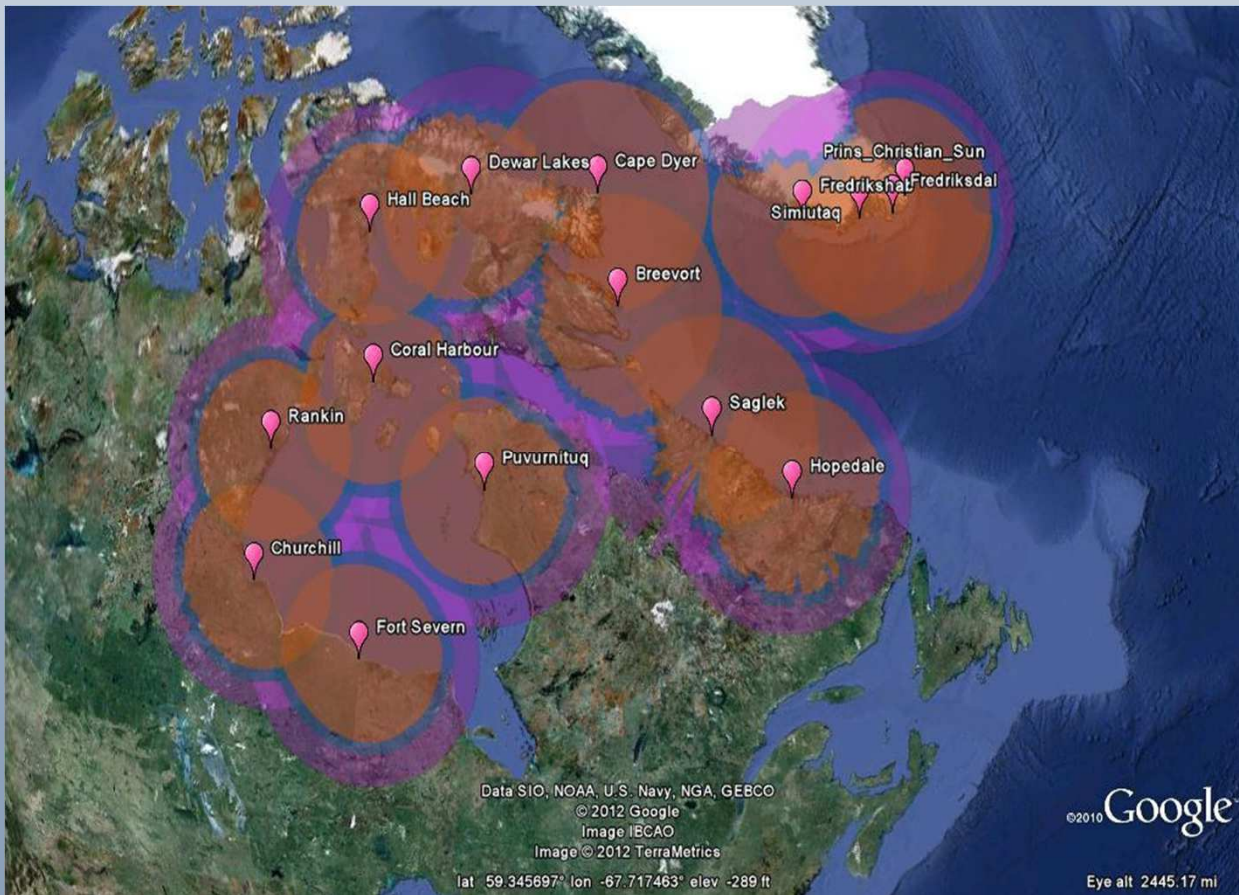 Prins_Christian_Sun
Dewar Lakes
Cape Dyer
Fredrikshab
Fredriksdal
Hall Beach
Simiutaq
Breevort
Coral Harbour
Saglek
Rankin
Puvurnituq
Hopedale
Churchill
Fort Severn
Data SIO, NOAA, U.S. Navy, NGA, GEBCO
© 2012 Google
Image IBCAO
Image © 2012 TerraMetrics
©2010 Google
lat 59.345697° lon -67.717463° elev -289 ft
Eye alt 2445.17 mi